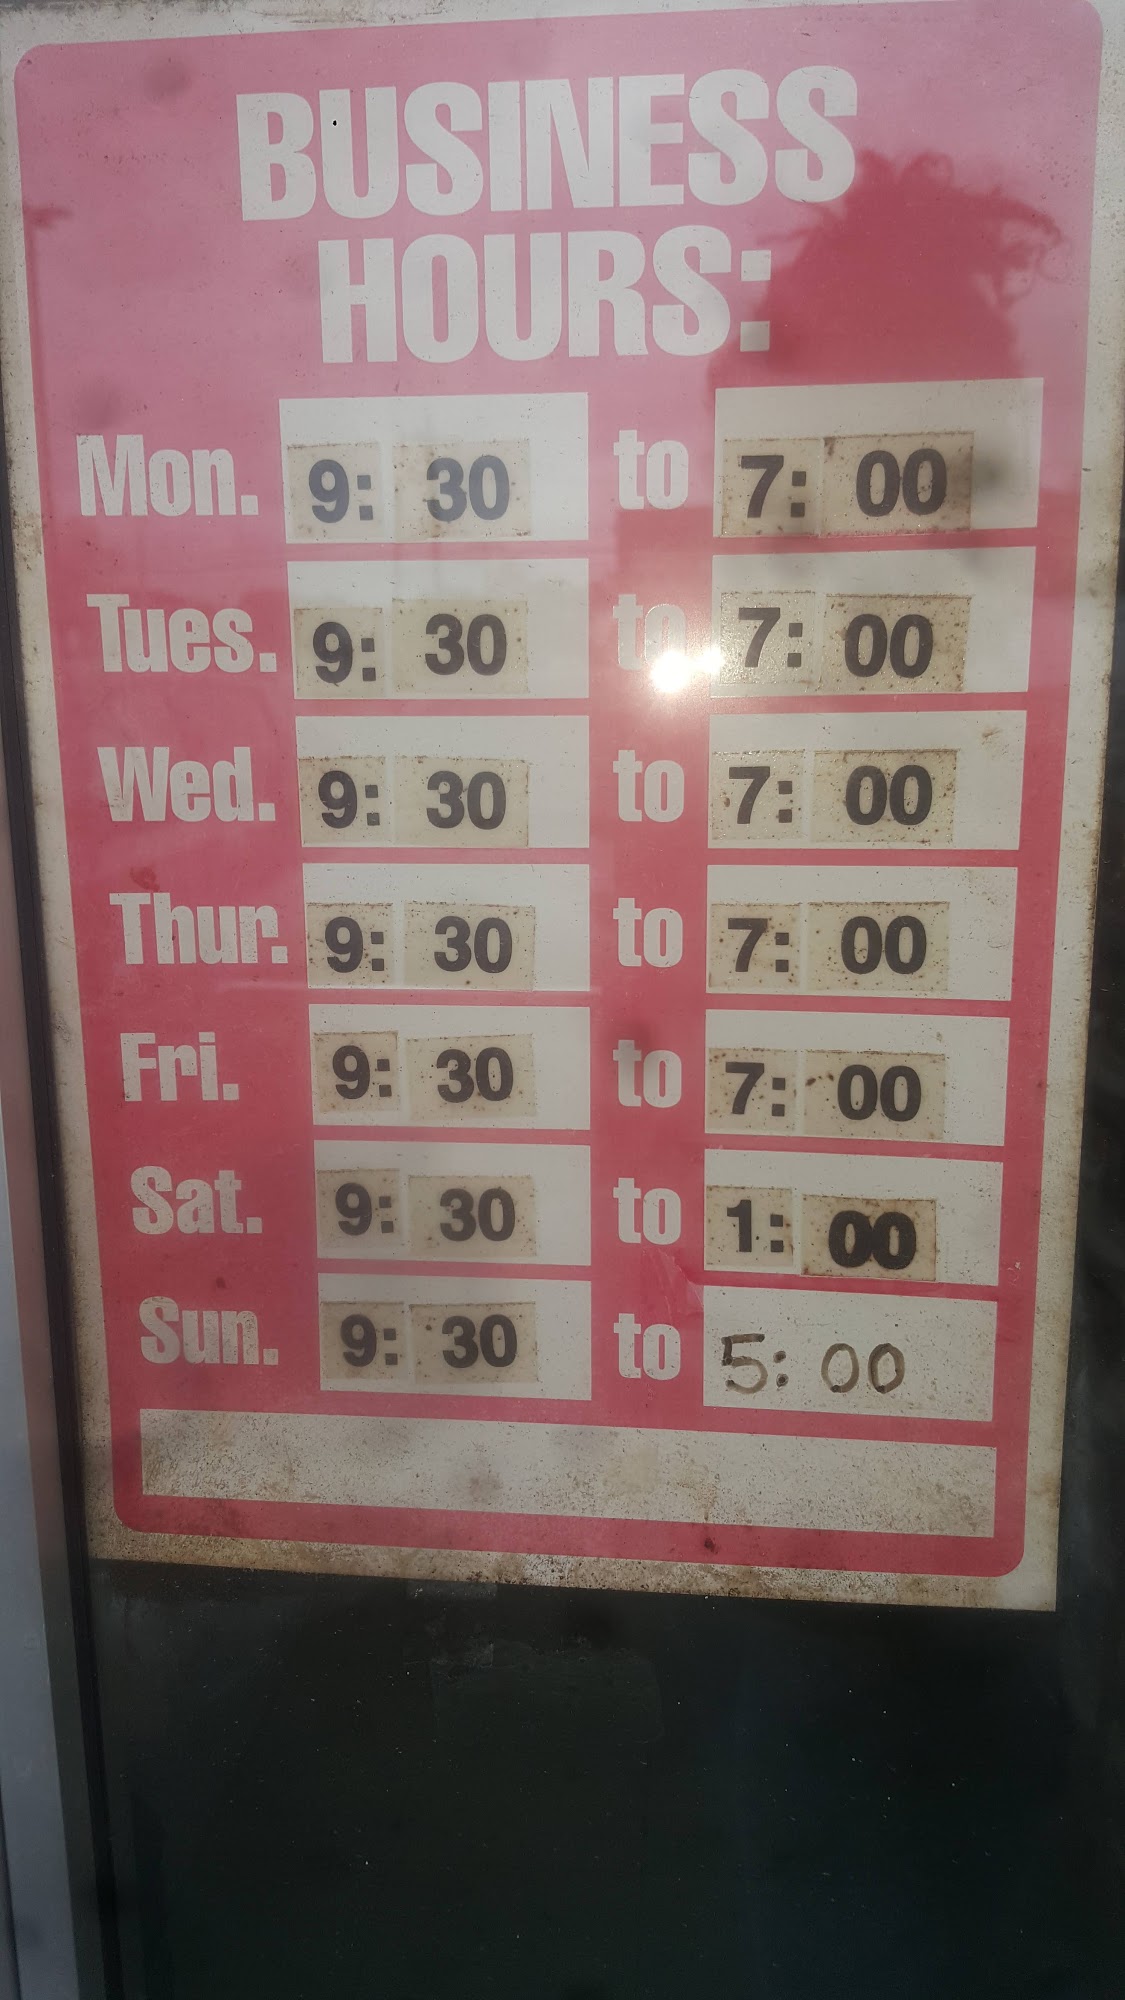 BUSINESS
HOURS:
Mon. 9: 30 to 7: 00
Tues. 9: 30 to 7: 00
Wed. 9: 30 to 7: 00
Thur. 9: 30 to 7: 00
Fri. 9: 30 to 7: 00
Sat. 9: 30 to 1: 00
Sun. 9: 30 to 5: 00